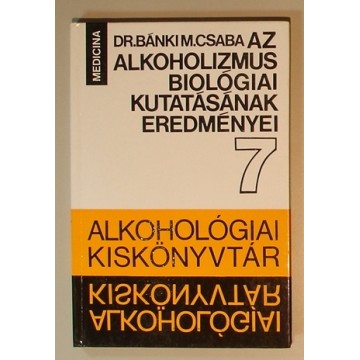 MEDICINA
DR.BÁNKI M.CSABA AZ
ALKOHOLIZMUS
BIOLÓGIAI
KUTATÁSÁNAK
EREDMÉNYEI
7
ALKOHOLÓGIAI
KISKÖNYVTÁR
KISKÖNYVTÁR
ALKOHOLÓGIAI